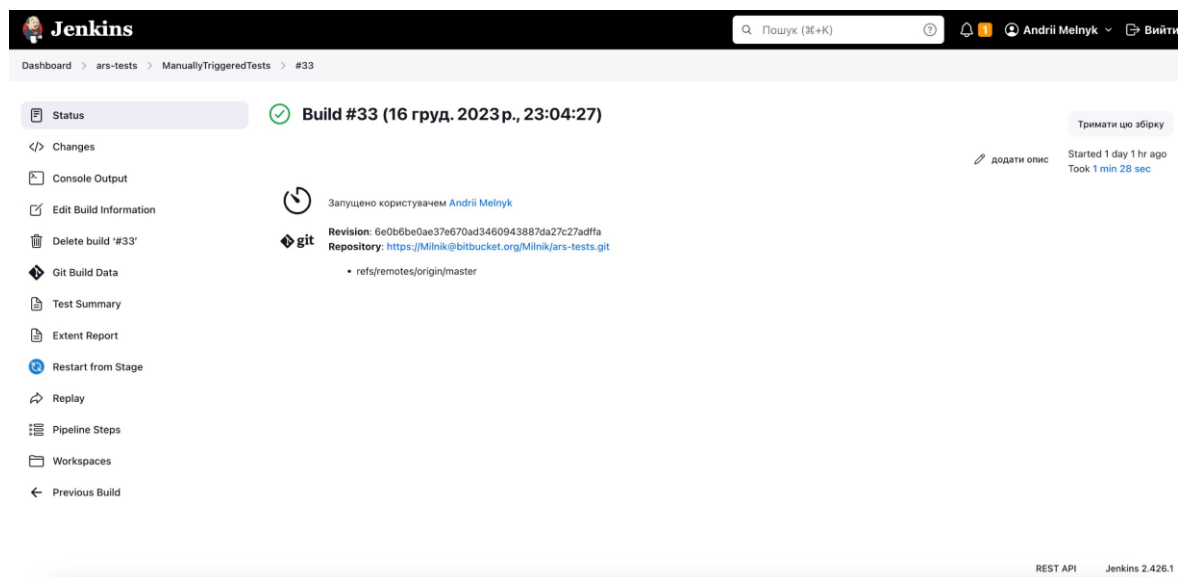 Jenkins
Пошук (⌘+K)
1
Andrii Melnyk
Вийти
Dashboard > ars-tests > ManuallyTriggeredTests > #33
Status
Changes
Console Output
Edit Build Information
Delete build ‘#33’
Git Build Data
Test Summary
Extent Report
Restart from Stage
Replay
Pipeline Steps
Workspaces
Previous Build
Build #33 (16 груд. 2023 р., 23:04:27)
Тримати цю збірку
додати опис
Started 1 day 1 hr ago
Took 1 min 28 sec
Запущено користувачем Andrii Melnyk
git
Revision: 6e0b6be0ae37e670ad3460943887da27c27adffa
Repository: https://Milnik@bitbucket.org/Milnik/ars-tests.git
• refs/remotes/origin/master
REST API
Jenkins 2.426.1